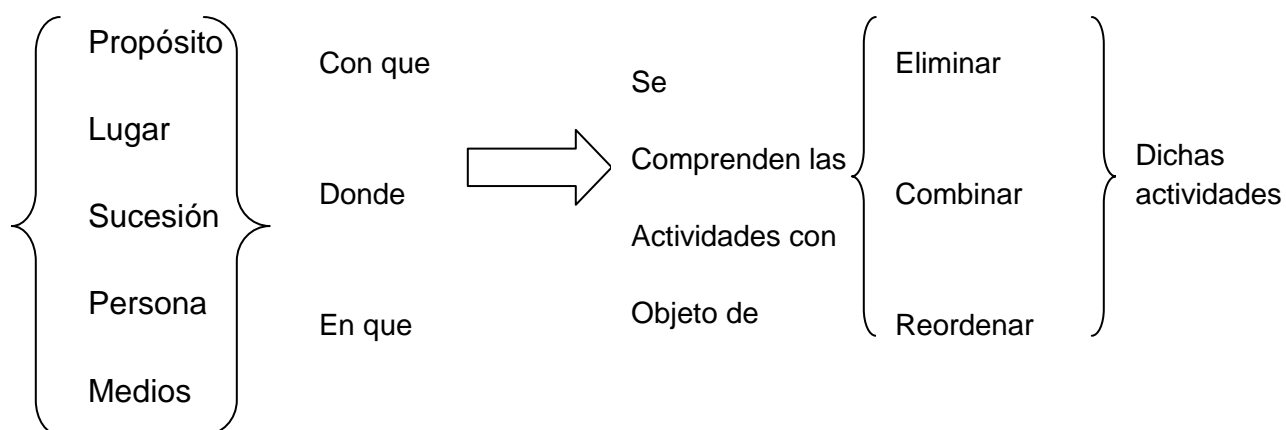 Propósito
Lugar
Sucesión
Persona
Medios
Con que
Donde
En que
Se
Comprenden las
Actividades con
Objeto de
Eliminar
Combinar
Reordenar
Dichas
actividades